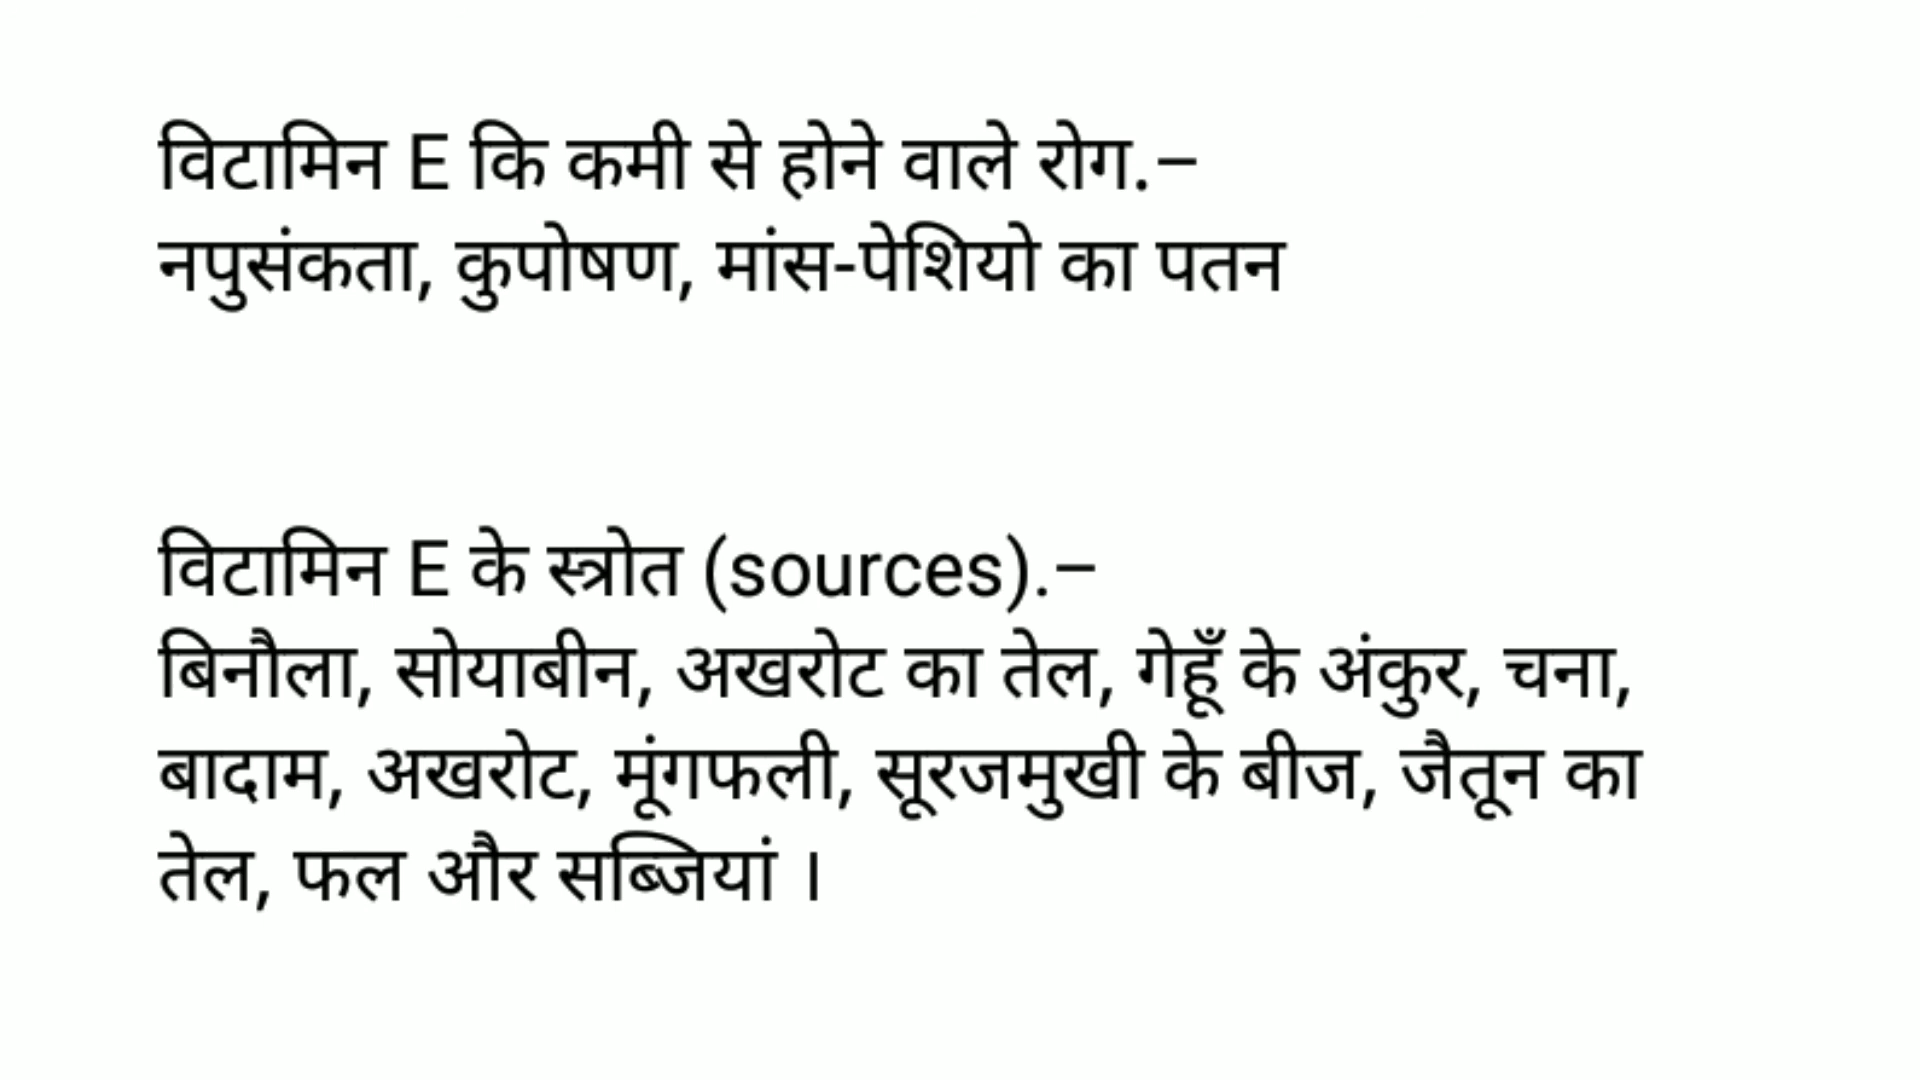 विटामिन E कि कमी से होने वाले रोग.–
नपुसंकता, कुपोषण, मांस-पेशियो का पतन
विटामिन E के स्त्रोत (sources).–
बिनौला, सोयाबीन, अखरोट का तेल, गेहूँ के अंकुर, चना,
बादाम, अखरोट, मूंगफली, सूरजमुखी के बीज, जैतून का
तेल, फल और सब्जियां ।